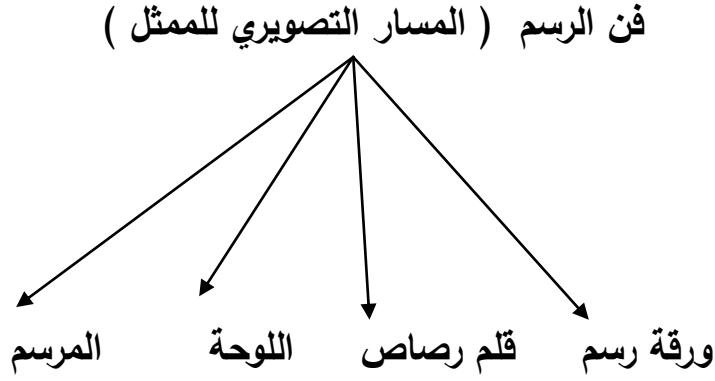 فن الرسم ( المسار التصويري للممثل )
ورقة رسم قلم رصاص اللوحة المرسم